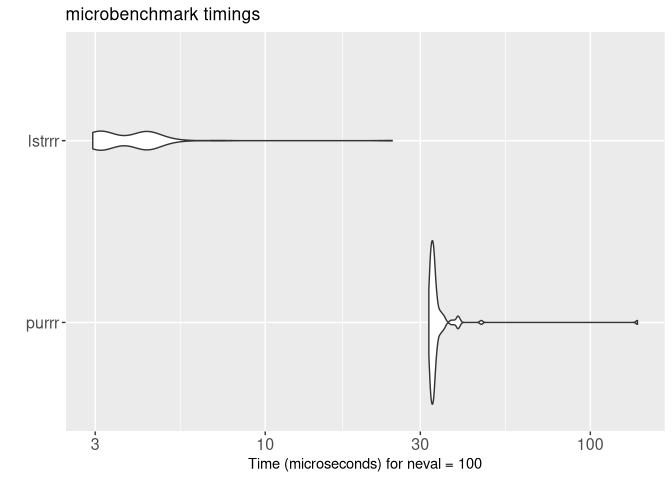 microbenchmark timings
lstrrr
purrr
3 10 30 100
Time (microseconds) for neval = 100